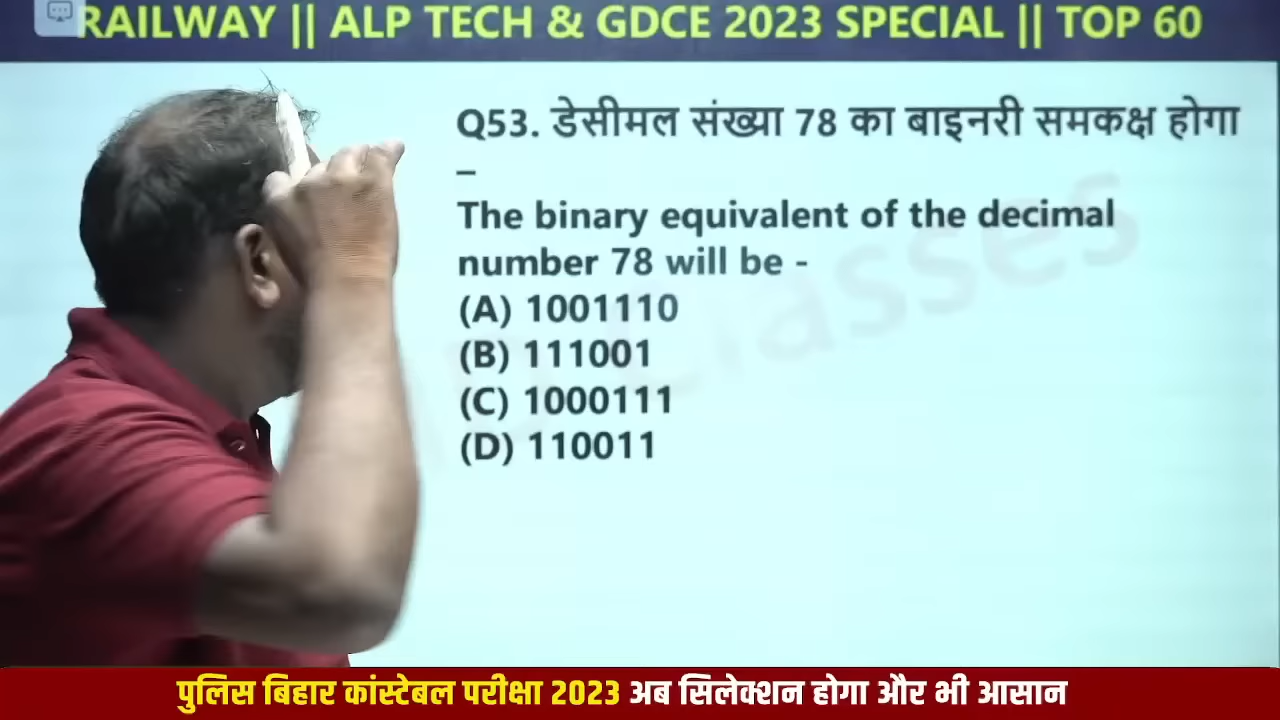 RAILWAY || ALP TECH & GDCE 2023 SPECIAL || TOP 60
Q53. डेसीमल संख्या 78 का बाइनरी समकक्ष होगा
–
The binary equivalent of the decimal
number 78 will be -
(A) 1001110
(B) 111001
(C) 1000111
(D) 110011
Classes
पुलिस बिहार कांस्टेबल परीक्षा 2023 अब सिलेक्शन होगा और भी आसान